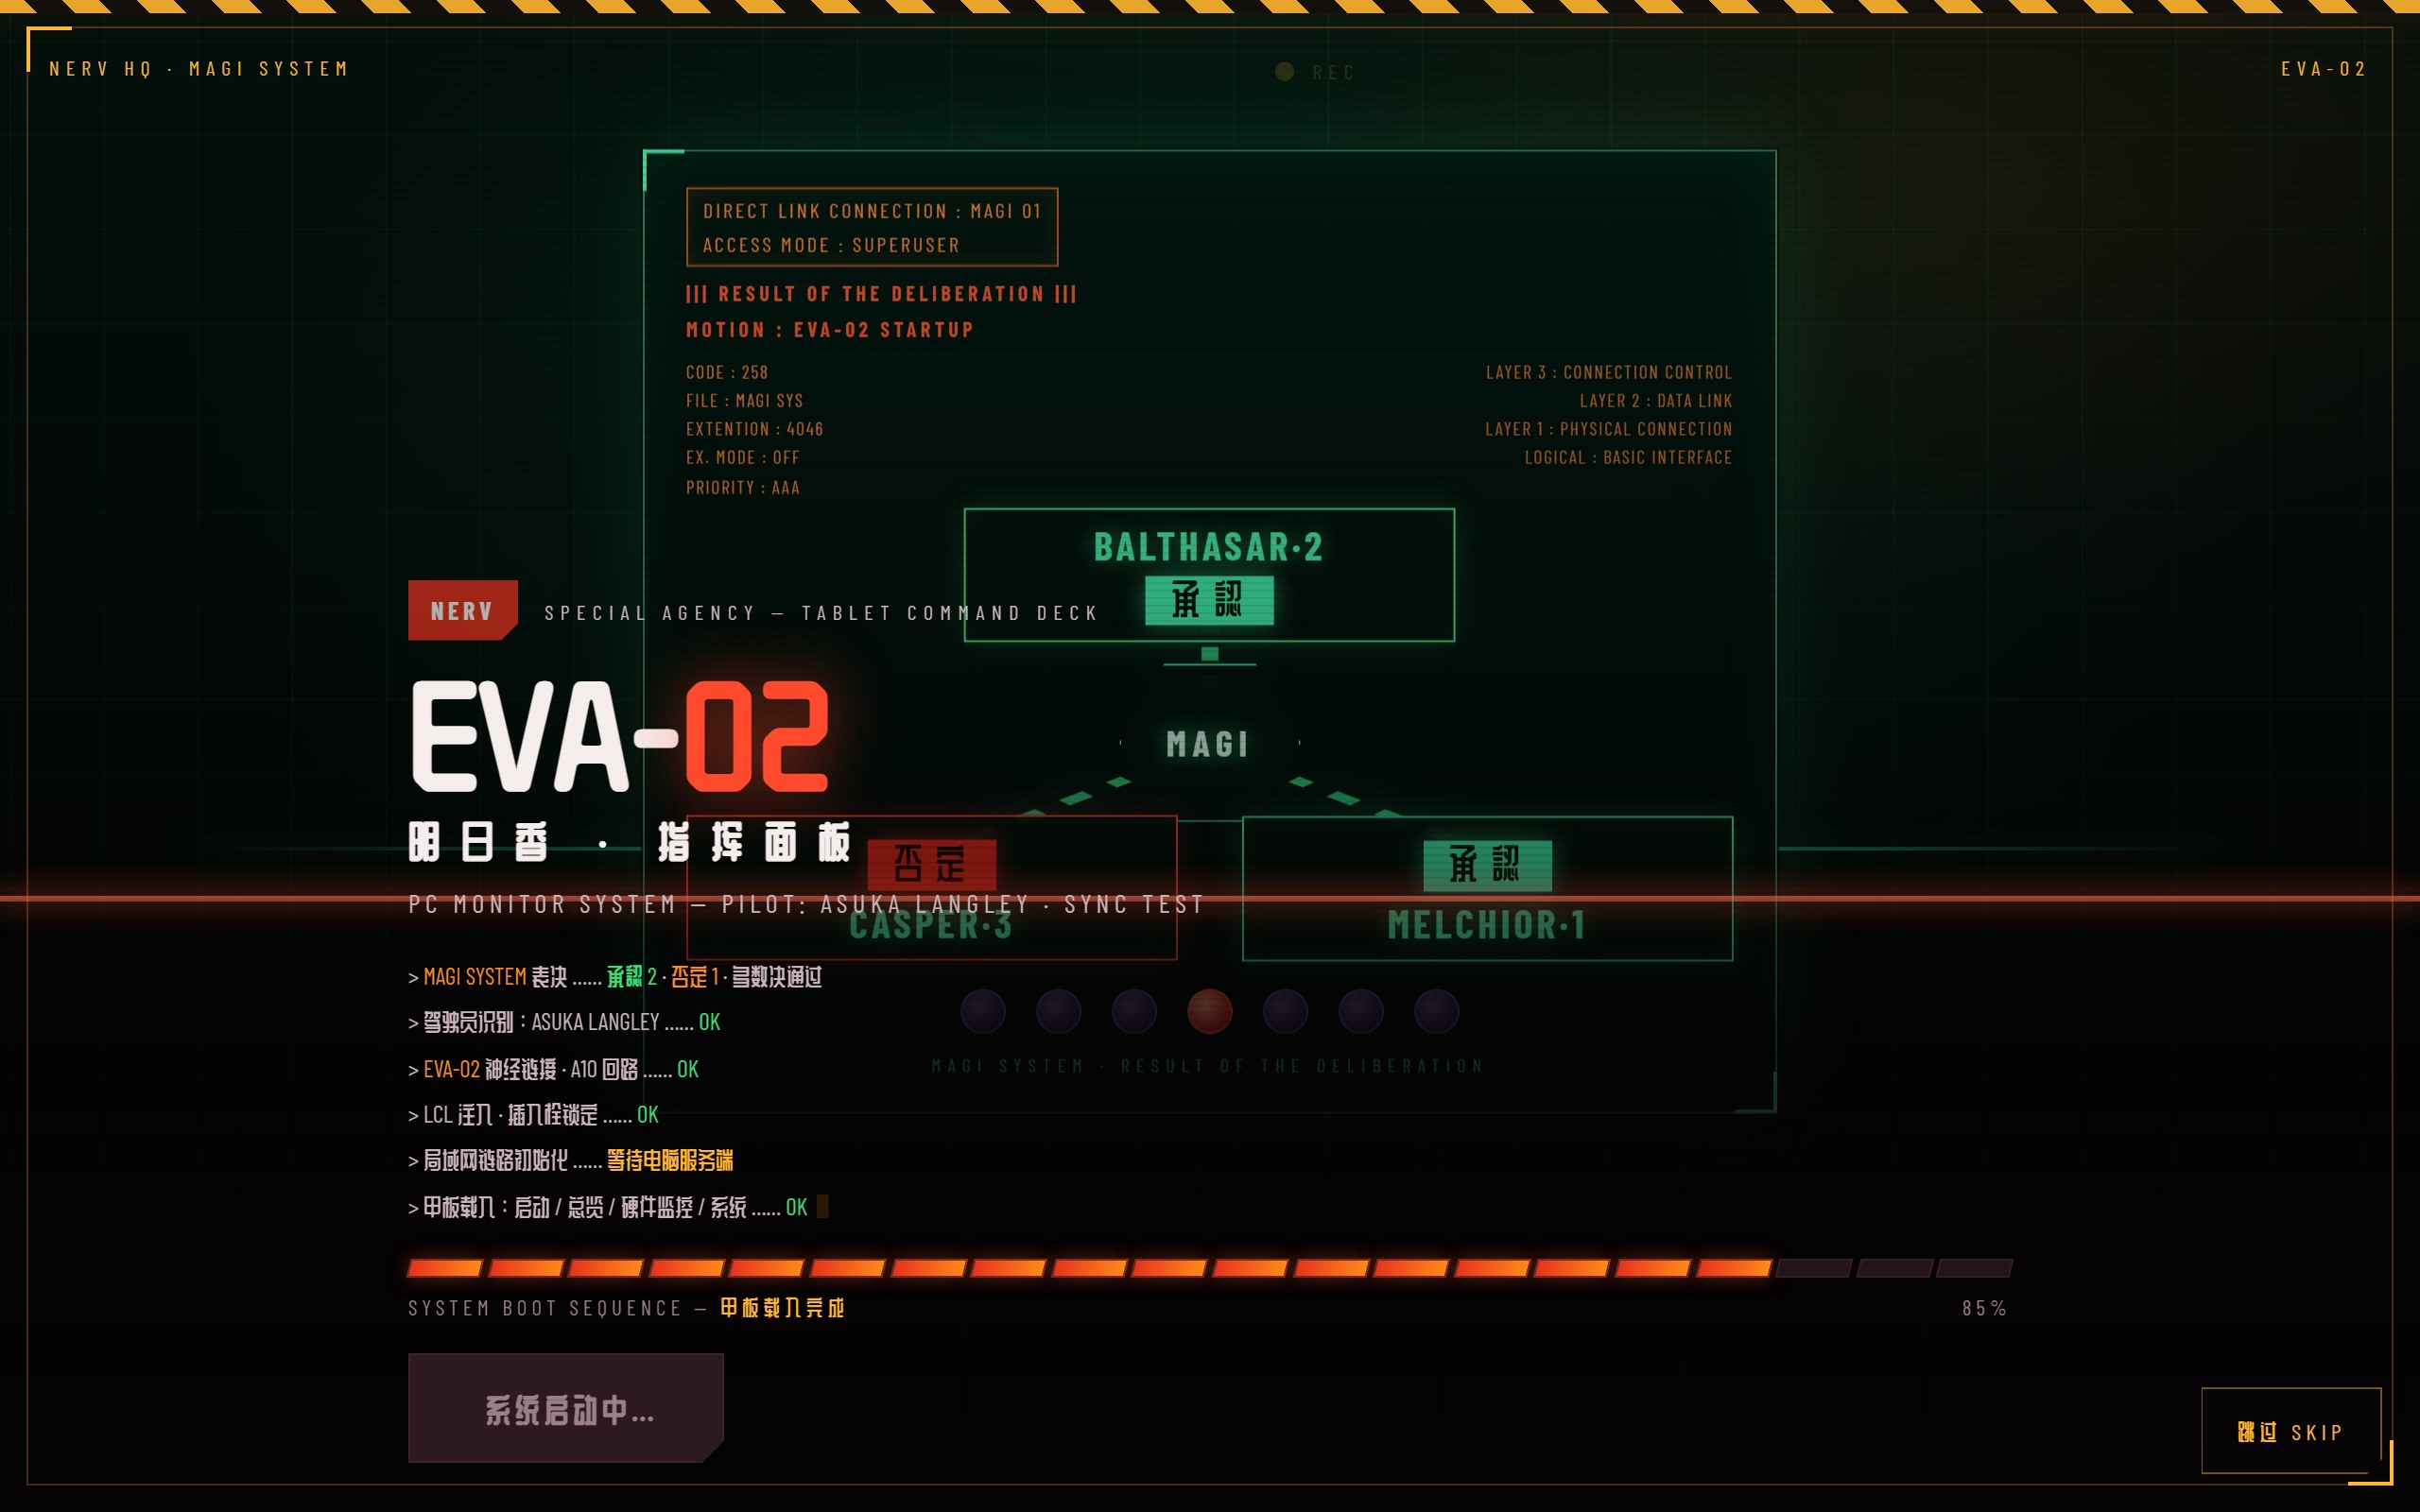 NERV HQ · MAGI SYSTEM
REC
EVA-02
DIRECT LINK CONNECTION : MAGI 01
ACCESS MODE : SUPERUSER
||| RESULT OF THE DELIBERATION |||
MOTION : EVA-02 STARTUP
CODE : 258
FILE : MAGI SYS
EXTENTION : 4046
EX. MODE : OFF
PRIORITY : AAA
LAYER 3 : CONNECTION CONTROL
LAYER 2 : DATA LINK
LAYER 1 : PHYSICAL CONNECTION
LOGICAL : BASIC INTERFACE
BALTHASAR·2
承認
MAGI
否定
CASPER·3
承認
MELCHIOR·1
MAGI SYSTEM · RESULT OF THE DELIBERATION
NERV
SPECIAL AGENCY — TABLET COMMAND DECK
EVA-02
明日香 · 指挥面板
PC MONITOR SYSTEM — PILOT: ASUKA LANGLEY · SYNC TEST
> MAGI SYSTEM 表决 ...... 承認 2 · 否定 1 · 多数决通过
> 驾驶员识别：ASUKA LANGLEY ...... OK
> EVA-02 神经链接 · A10 回路 ...... OK
> LCL 注入 · 插入栓锁定 ...... OK
> 局域网链路初始化 ...... 等待电脑服务端
> 甲板载入：启动 / 总览 / 硬件监控 / 系统 ...... OK
SYSTEM BOOT SEQUENCE — 甲板载入完成
85%
系统启动中...
跳过 SKIP